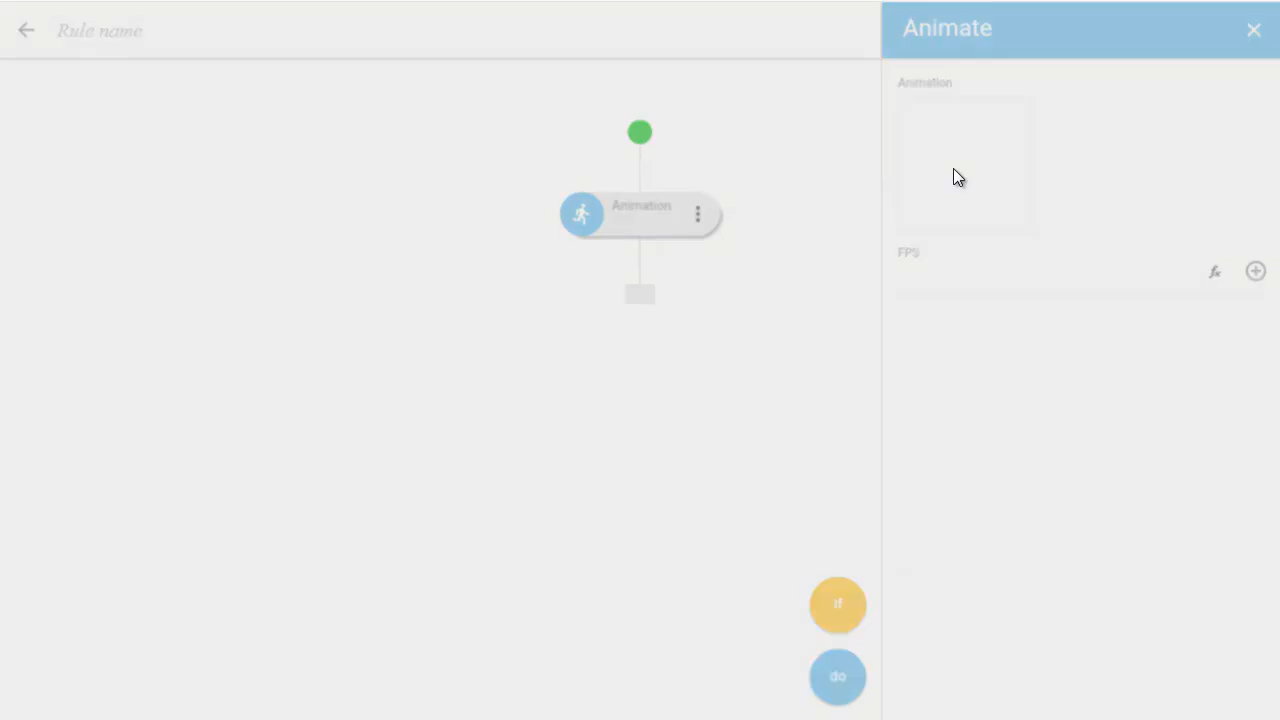 Rule name
Animate
Animation
Animation
FPS
fx
if
do